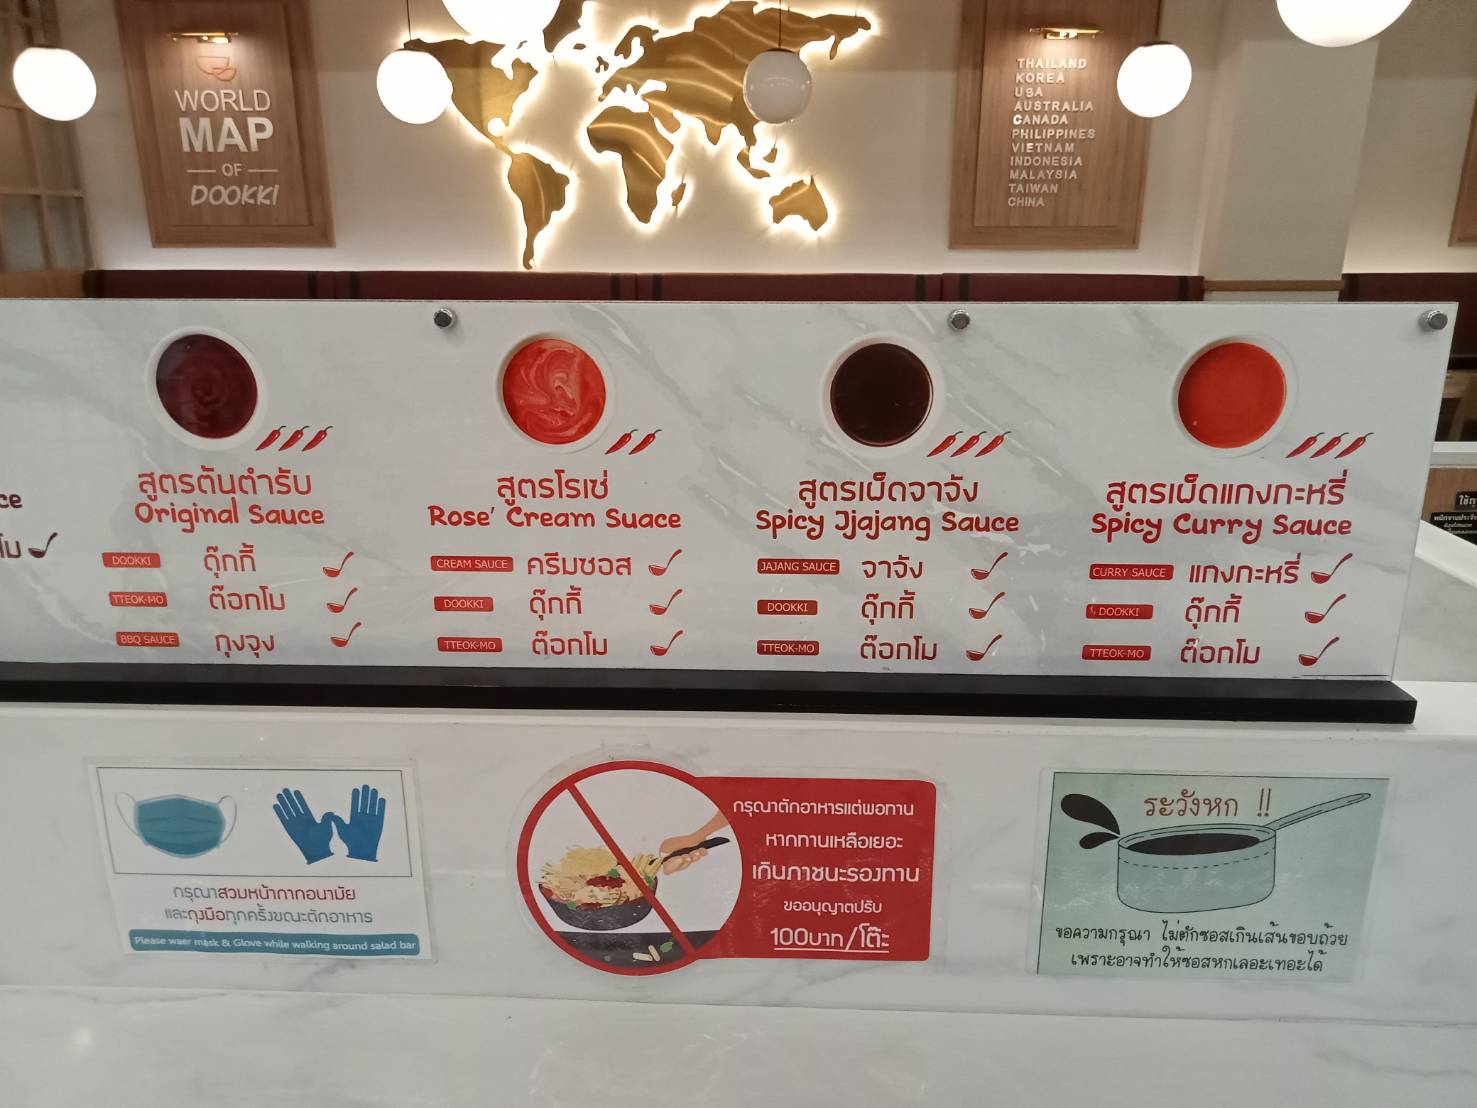 WORLD
MAP
OF
DOOKKI
THAILAND
KOREA
USA
AUSTRALIA
CANADA
PHILIPPINES
VIETNAM
INDONESIA
MALAYSIA
TAIWAN
CHINA
สูตรต้นตำรับ
Original Sauce
DOOKKI ดุ๊กกี้
TTEOK-MO ต๊อกโม
BBQ SAUCE กุงจุง
สูตรโรเซ่
Rose' Cream Suace
CREAM SAUCE ครีมซอส
DOOKKI ดุ๊กกี้
TTEOK-MO ต๊อกโม
สูตรเผ็ดจาจัง
Spicy Jjajang Sauce
JAJANG SAUCE จาจัง
DOOKKI ดุ๊กกี้
TTEOK-MO ต๊อกโม
สูตรเผ็ดแกงกะหรี่
Spicy Curry Sauce
CURRY SAUCE แกงกะหรี่
DOOKKI ดุ๊กกี้
TTEOK-MO ต๊อกโม
กรุณาสวมหน้ากากอนามัย
และถุงมือทุกครั้งขณะตักอาหาร
Please waer mask & Glove while walking around salad bar
กรุณาตักอาหารแต่พอทาน
หากทานเหลือเยอะ
เกินภาชนะรองทาน
ขออนุญาตปรับ
100บาท/โต๊ะ
ระวังหก !!
ขอความกรุณา ไม่ตักซอสเกินเส้นขอบถ้วย
เพราะอาจทำให้ซอสหกเลอะเทอะได้